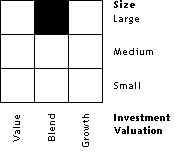 Size
Large
Medium
Small
Value
Blend
Growth
Investment
Valuation